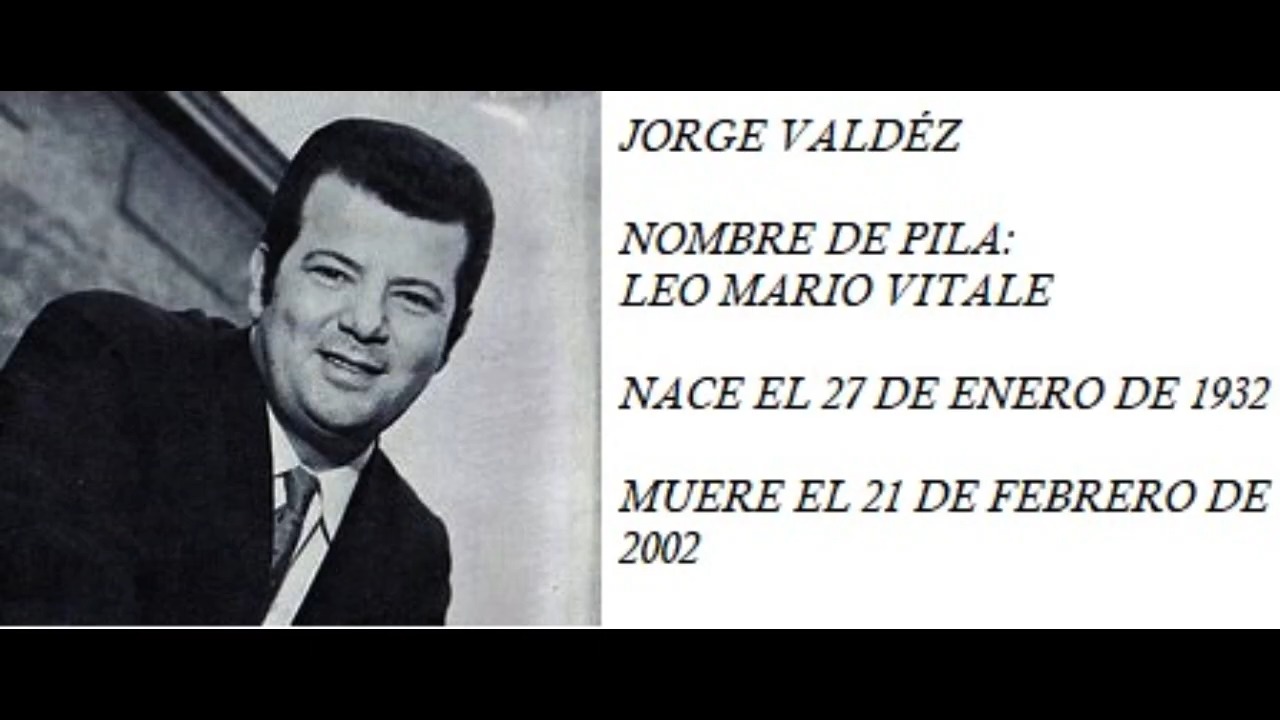 JORGE VALDÉZ
NOMBRE DE PILA:
LEO MARIO VITALE
NACE EL 27 DE ENERO DE 1932
MUERE EL 21 DE FEBRERO DE
2002